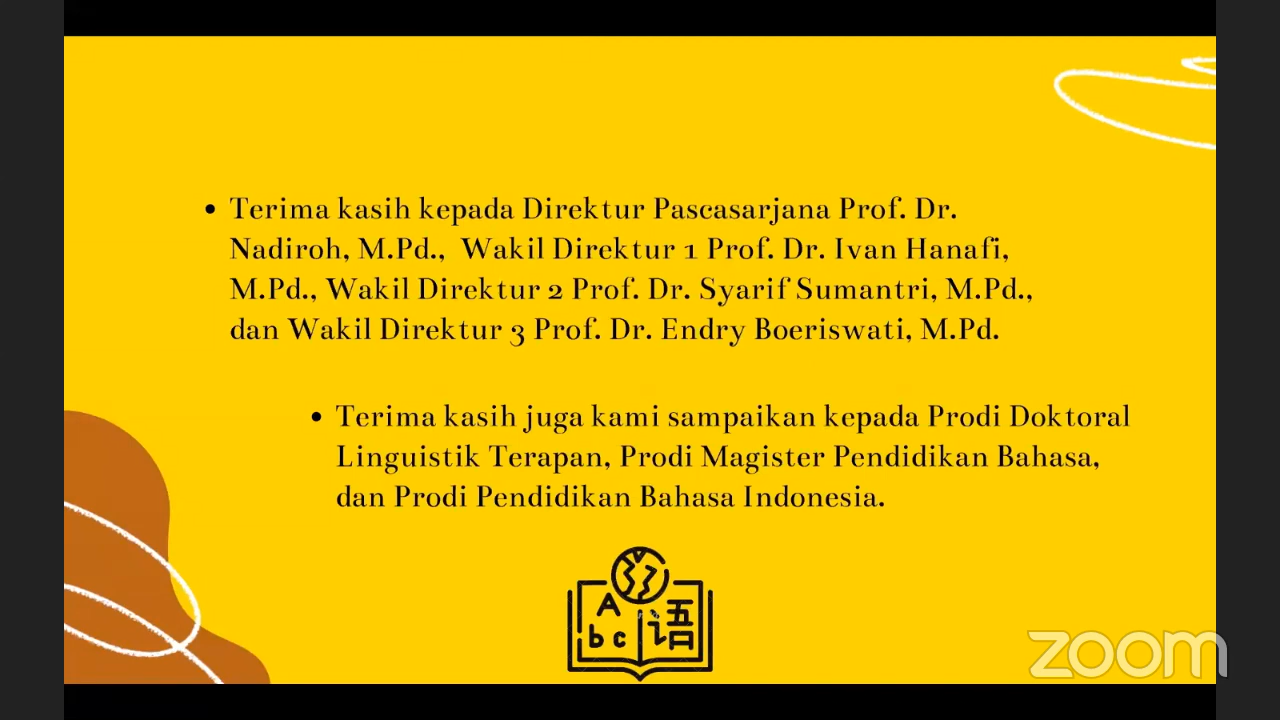 • Terima kasih kepada Direktur Pascasarjana Prof. Dr.
Nadiroh, M.Pd., Wakil Direktur 1 Prof. Dr. Ivan Hanafi,
M.Pd., Wakil Direktur 2 Prof. Dr. Syarif Sumantri, M.Pd.,
dan Wakil Direktur 3 Prof. Dr. Endry Boeriswati, M.Pd.
• Terima kasih juga kami sampaikan kepada Prodi Doktoral
Linguistik Terapan, Prodi Magister Pendidikan Bahasa,
dan Prodi Pendidikan Bahasa Indonesia.
A
bc
语
zoom